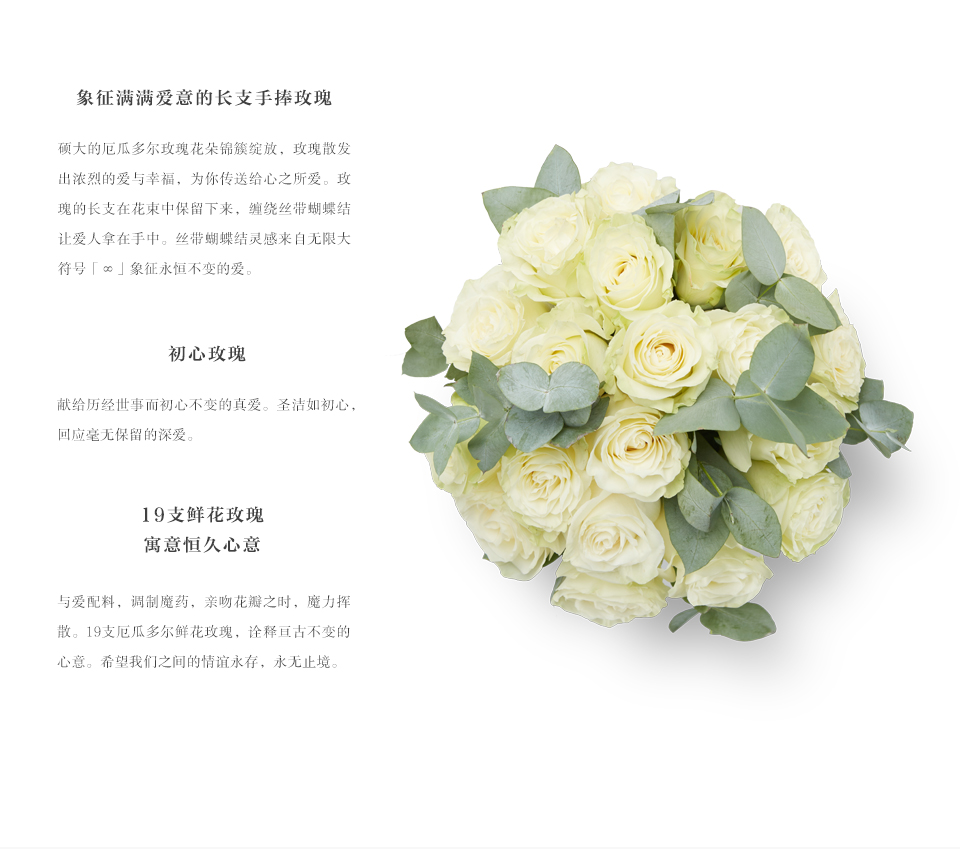 象征满满爱意的长支手捧玫瑰
硕大的厄瓜多尔玫瑰花朵锦簇绽放，玫瑰散发
出浓烈的爱与幸福，为你传送给心之所爱。玫
瑰的长支在花束中保留下来，缠绕丝带蝴蝶结
让爱人拿在手中。丝带蝴蝶结灵感来自无限大
符号「∞」象征永恒不变的爱。
初心玫瑰
献给历经世事而初心不变的真爱。圣洁如初心，
回应毫无保留的深爱。
19支鲜花玫瑰
寓意恒久心意
与爱配料，调制魔药，亲吻花瓣之时，魔力挥
散。19支厄瓜多尔鲜花玫瑰，诠释亘古不变的
心意。希望我们之间的情谊永存，永无止境。